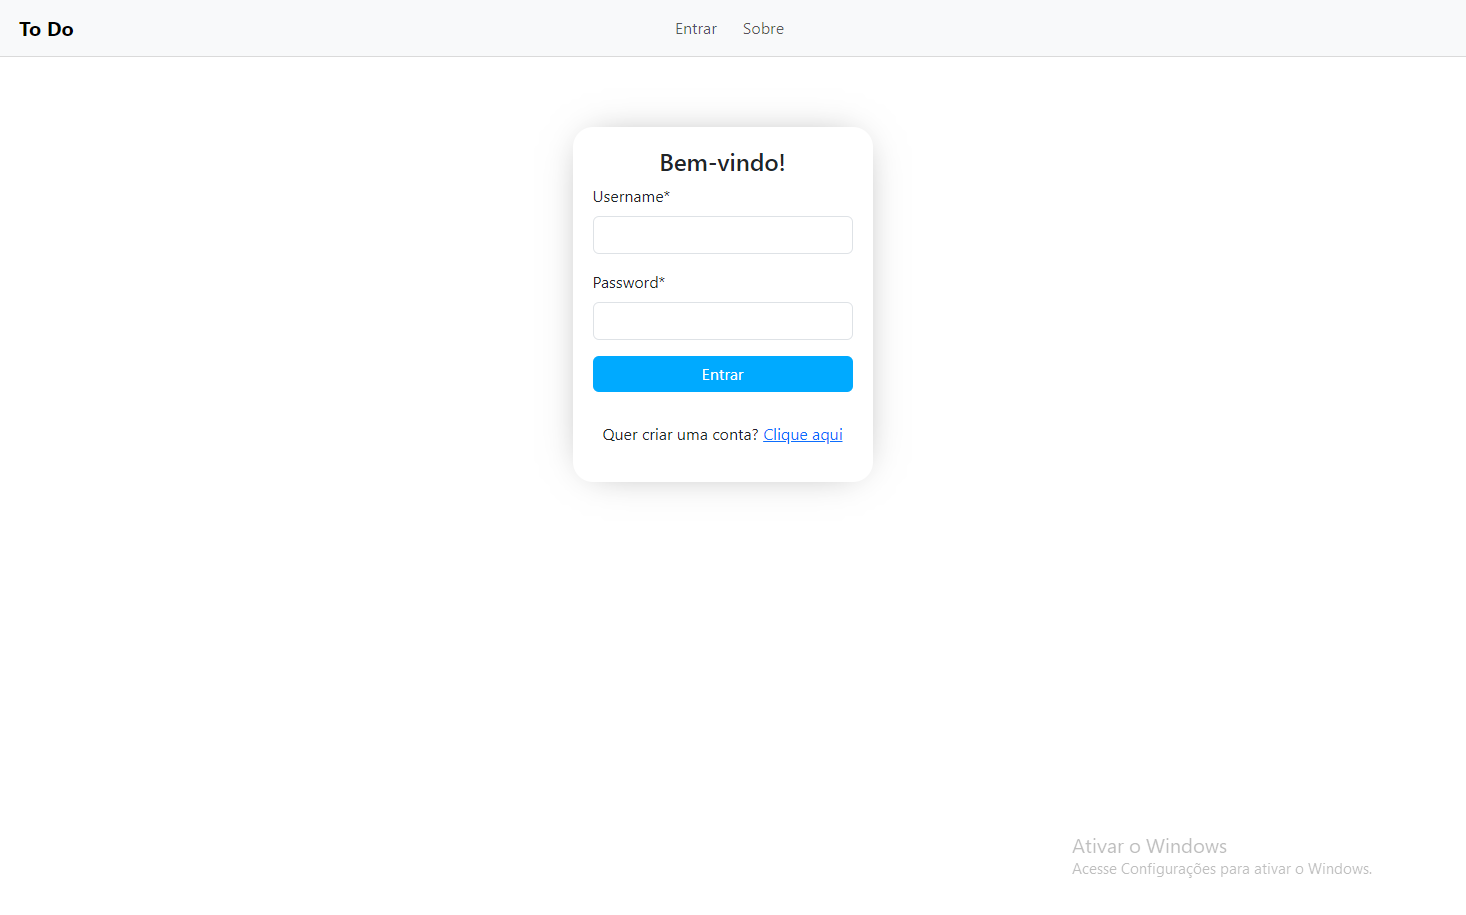 To Do
Entrar Sobre
Bem-vindo!
Username*
Password*
Entrar
Quer criar uma conta? Clique aqui
Ativar o Windows
Acesse Configurações para ativar o Windows.